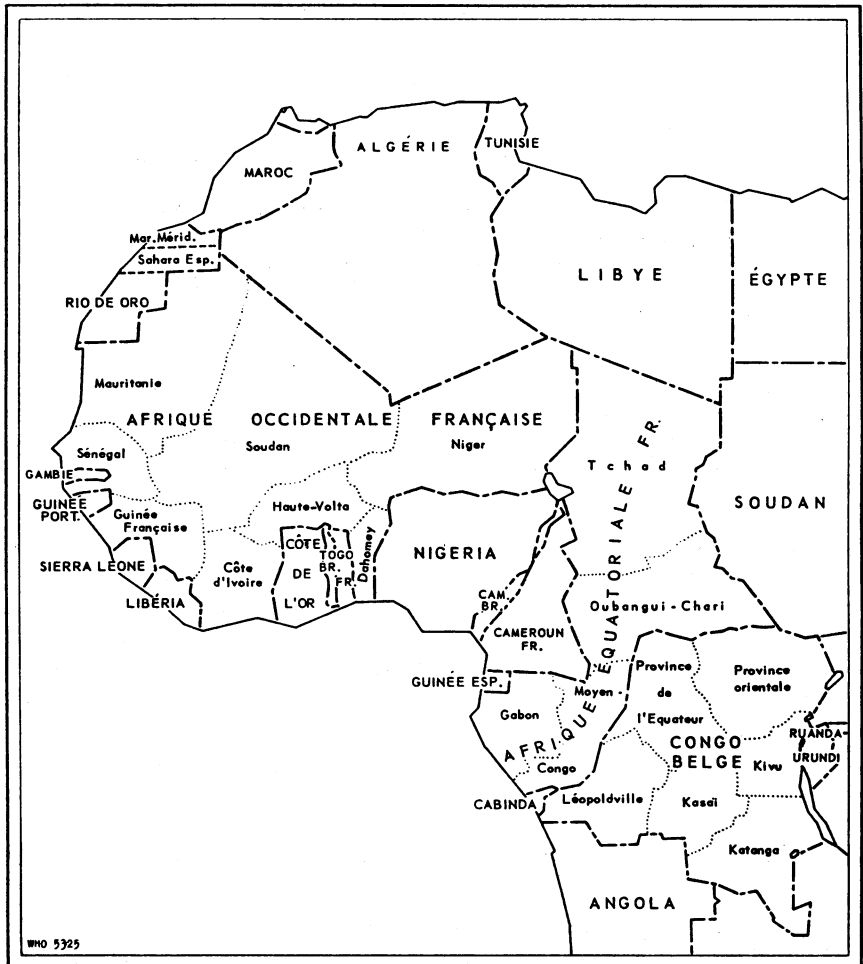 ALGÉRIE
TUNISIE
MAROC
Mar.Mérid.
Sahara Esp.
LIBYE
ÉGYPTE
RIO DE ORO
Mauritanie
AFRIQUE OCCIDENTALE FRANÇAISE
Soudan
Niger
Sénégal
GAMBIE
Tchad
GUINÉE
PORT.
Guinée
Française
Haute-Volta
SOUDAN
CÔTE
DE
L'OR
TOGO
BR.
FR.
Dahomey
NIGERIA
SIERRA LEONE
Côte
d'Ivoire
LIBÉRIA
CAM.
BR.
Oubangui-Chari
CAMEROUN
FR.
AFRIQUE ÉQUATORIALE FR.
GUINÉE ESP.
Gabon
Moyen-
Congo
Province
de
l'Equateur
Province
orientale
RUANDA-
URUNDI
CONGO
BELGE
Kivu
CABINDA
Léopoldville
Kasaï
Katanga
ANGOLA
WHO 5325